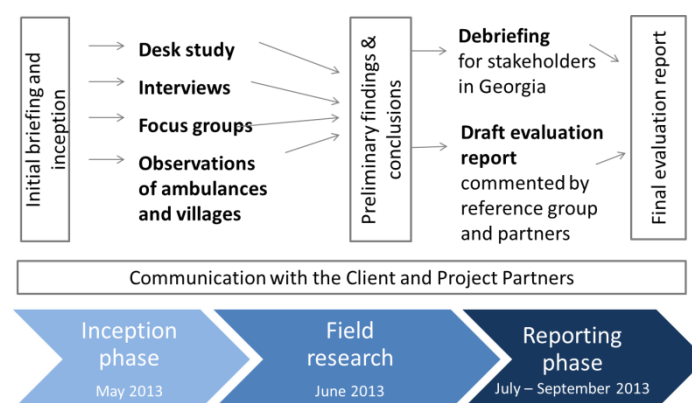 Initial briefing and
inception
Desk study
Interviews
Focus groups
Observations
of ambulances
and villages
Preliminary findings &
conclusions
Debriefing
for stakeholders
in Georgia
Draft evaluation
report
commented by
reference group
and partners
Final evaluation report
Communication with the Client and Project Partners
Inception
phase
May 2013
Field
research
June 2013
Reporting
phase
July – September 2013